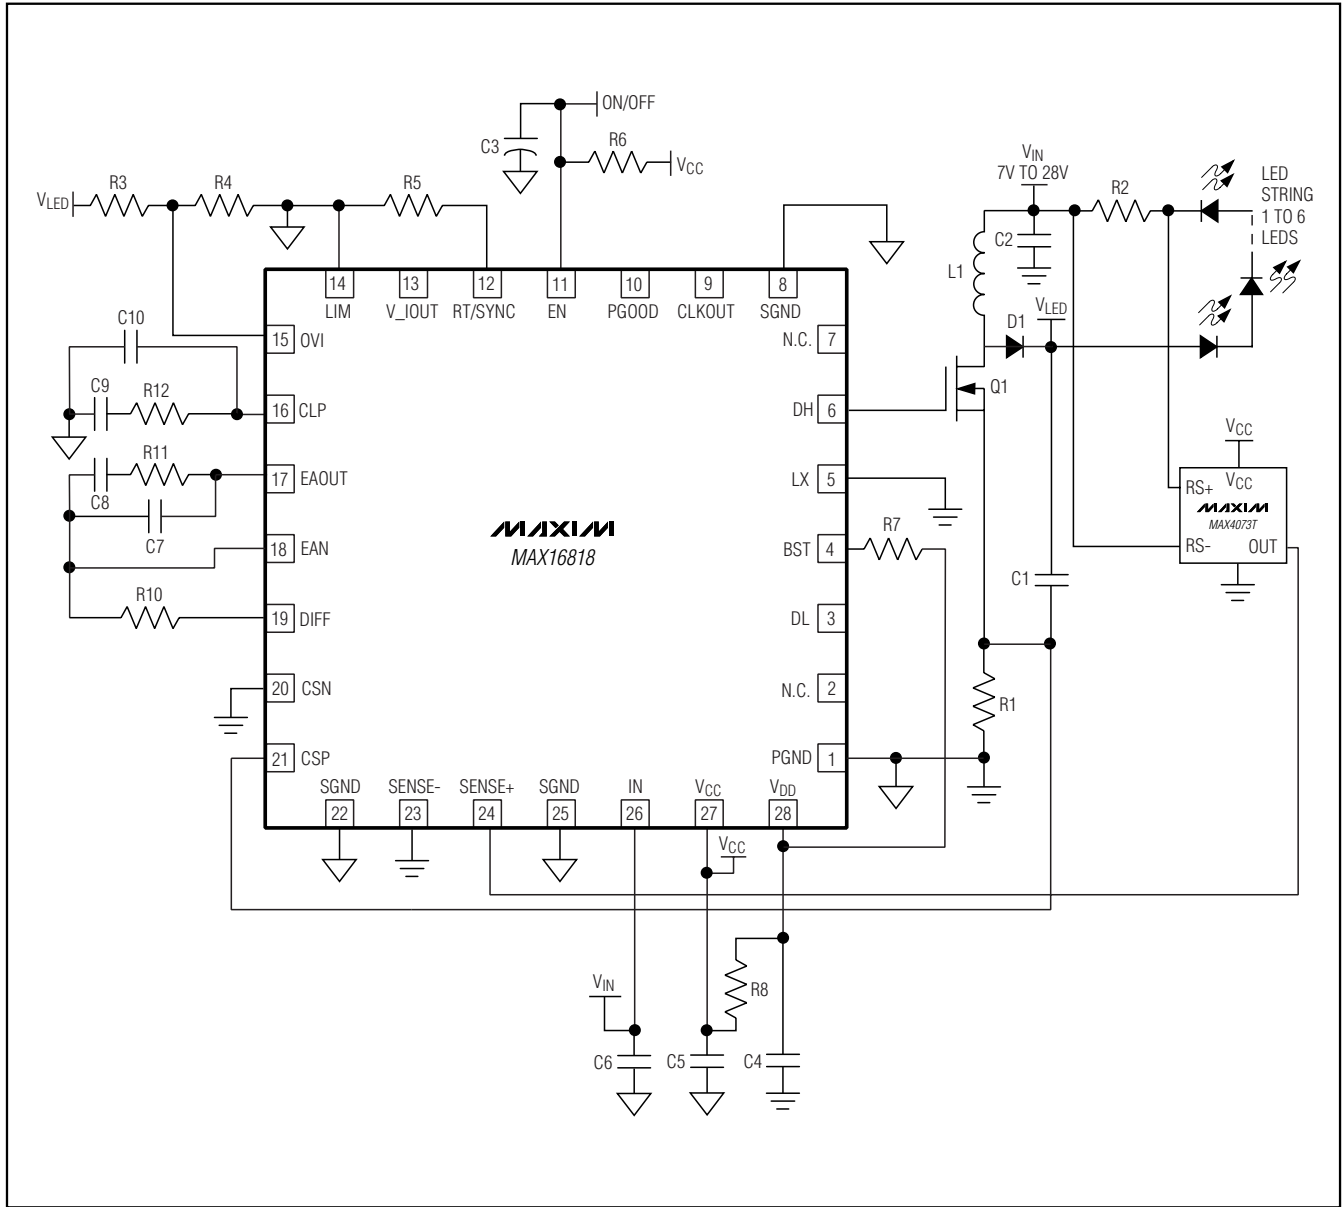 ON/OFF
C3
R6
VCC
VLED
R3
R4
R5
VIN
7V TO 28V
R2
LED
STRING
1 TO 6
LEDS
C2
L1
14
13
12
11
10
9
8
LIM
V_IOUT
RT/SYNC
EN
PGOOD
CLKOUT
SGND
C10
15
OVI
N.C.
7
D1
VLED
C9
R12
16
CLP
DH
6
Q1
R11
C8
17
EAOUT
LX
5
VCC
VCC
RS+
MAXIM
MAX4073T
RS-
OUT
C7
MAXIM
MAX16818
R7
18
EAN
BST
4
C1
R10
19
DIFF
DL
3
20
CSN
N.C.
2
R1
21
CSP
PGND
1
SGND
SENSE-
SENSE+
SGND
IN
VCC
VDD
22
23
24
25
26
27
28
VCC
VIN
R8
C6
C5
C4